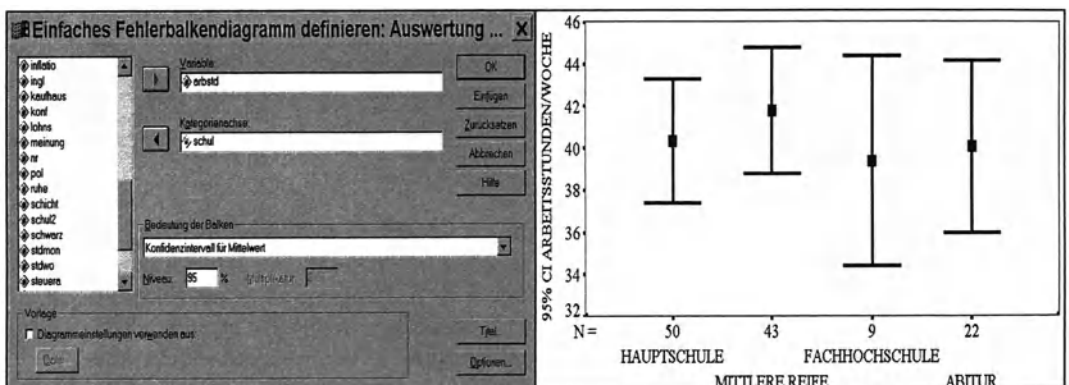 Einfaches Fehlerbalkendiagramm definieren: Auswertung ...
inflatio
ingl
kaufhaus
konf
lohns
meinung
nr
pol
ruhe
schicht
schul2
schwarz
stdmon
stdwo
steuera
Variable:
arbstd
Kategorienachse:
schul
OK
Einfügen
Zurücksetzen
Abbrechen
Hilfe
Bedeutung der Balken
Konfidenzintervall für Mittelwert
Niveau: 95 %
Vorlage
Diagrammeinstellungen verwenden aus:
Titel...
Optionen...
95% CI ARBEITSSTUNDEN/WOCHE
46
44
42
40
38
36
34
32
N = 50 43 9 22
HAUPTSCHULE FACHHOCHSCHULE
MITTLERE REIFE ABITUR